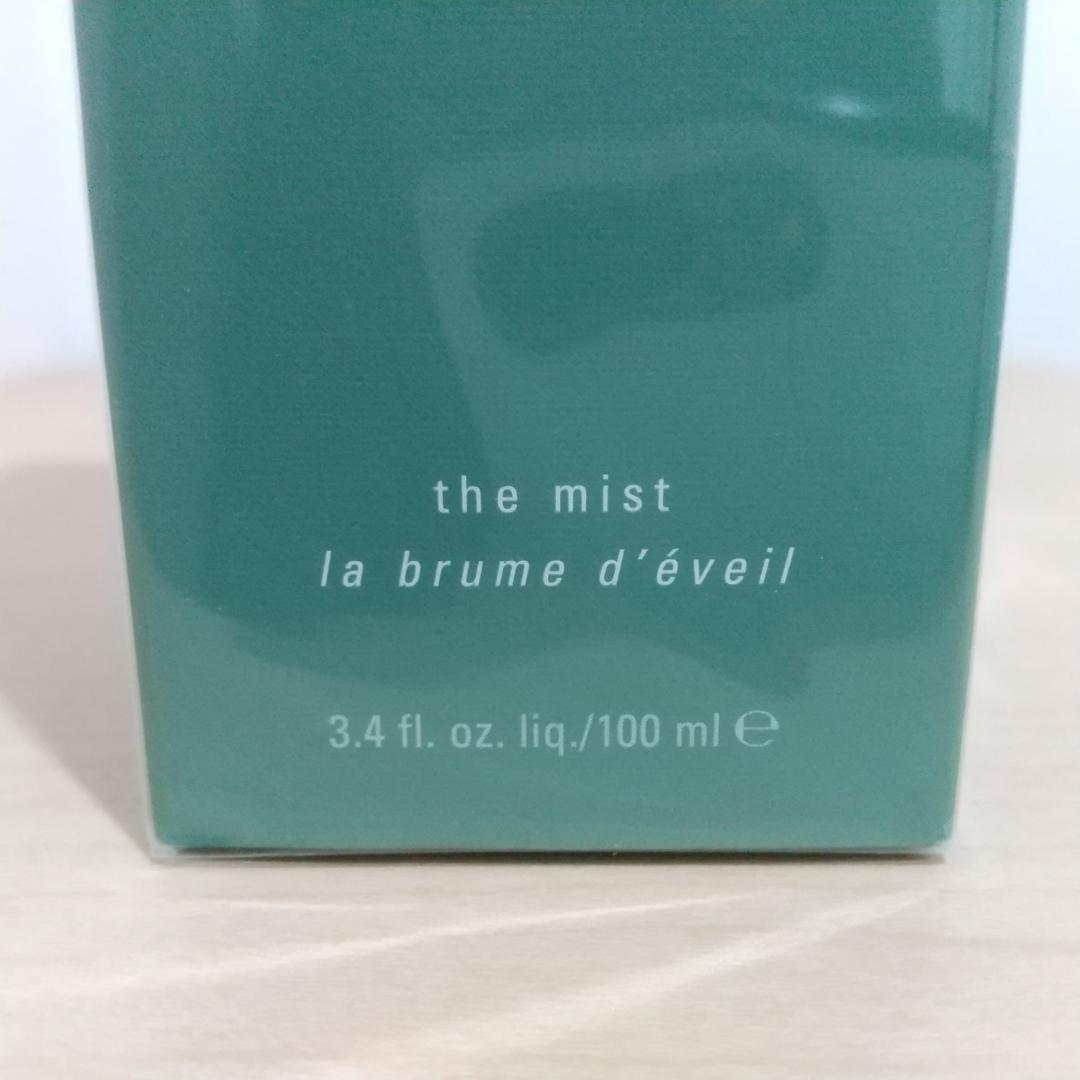 the mist
la brume d'éveil
3.4 fl. oz. liq./100 ml ℮